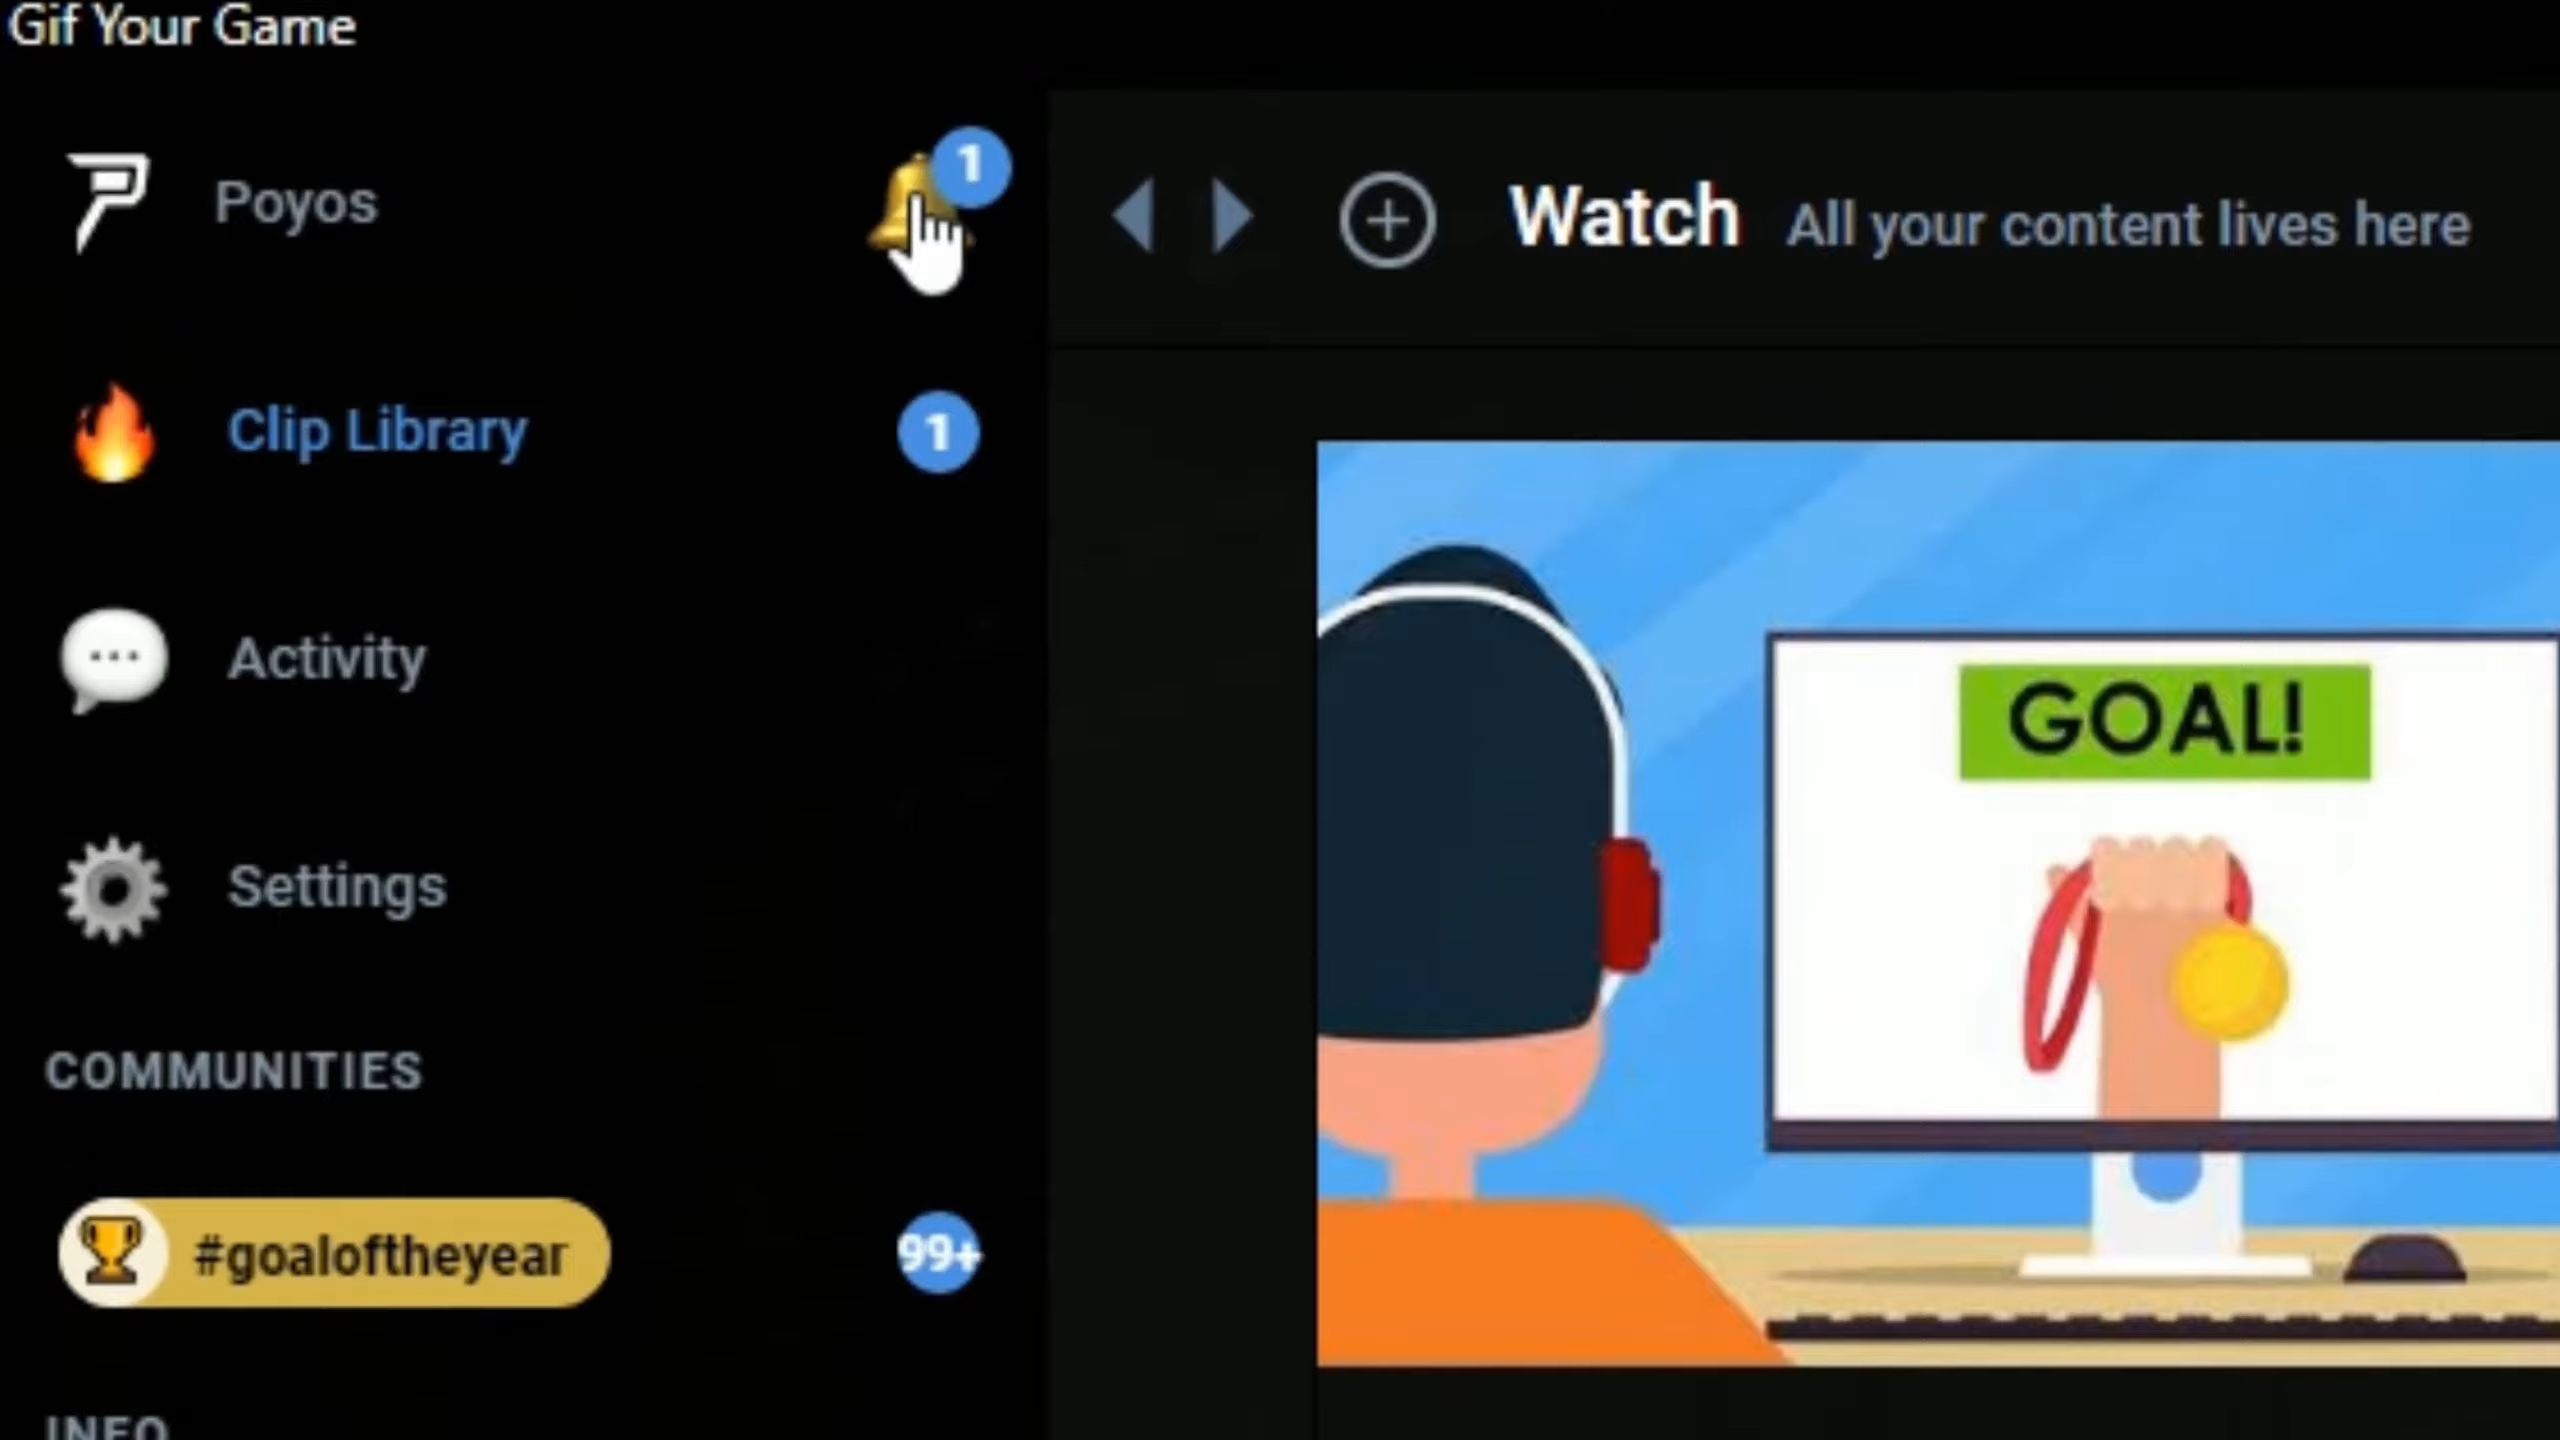 Gif Your Game
Poyos
1
Watch All your content lives here
Clip Library
1
Activity
Settings
COMMUNITIES
#goaloftheyear
99+
INFO
GOAL!